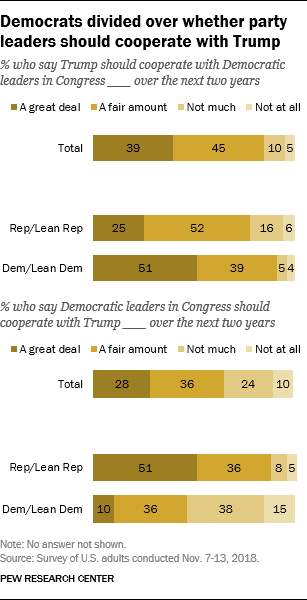 Democrats divided over whether party
leaders should cooperate with Trump
% who say Trump should cooperate with Democratic
leaders in Congress ___ over the next two years
A great deal A fair amount Not much Not at all
Total 39 45 10 5
Rep/Lean Rep 25 52 16 6
Dem/Lean Dem 51 39 5 4
% who say Democratic leaders in Congress should
cooperate with Trump ___ over the next two years
A great deal A fair amount Not much Not at all
Total 28 36 24 10
Rep/Lean Rep 51 36 8 5
Dem/Lean Dem 10 36 38 15
Note: No answer not shown.
Source: Survey of U.S. adults conducted Nov. 7-13, 2018.
PEW RESEARCH CENTER